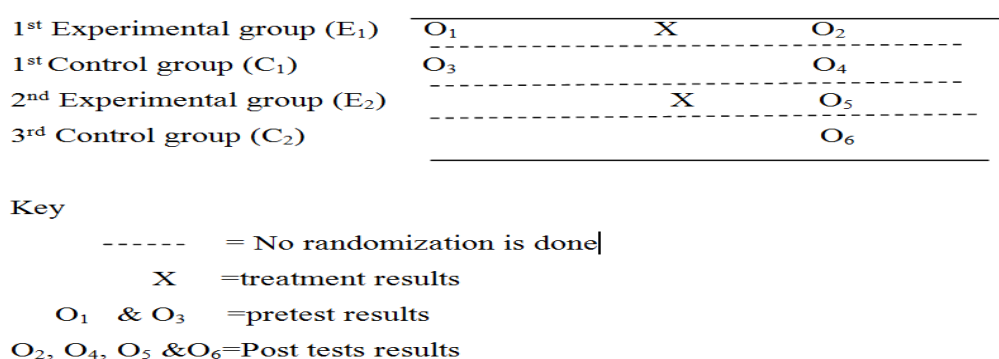 1ˢᵗ Experimental group (E₁) O₁ X O₂
1ˢᵗ Control group (C₁) O₃ O₄
2ⁿᵈ Experimental group (E₂) X O₅
3ʳᵈ Control group (C₂) O₆
Key
------ = No randomization is done
X =treatment results
O₁ & O₃ =pretest results
O₂, O₄, O₅ &O₆=Post tests results